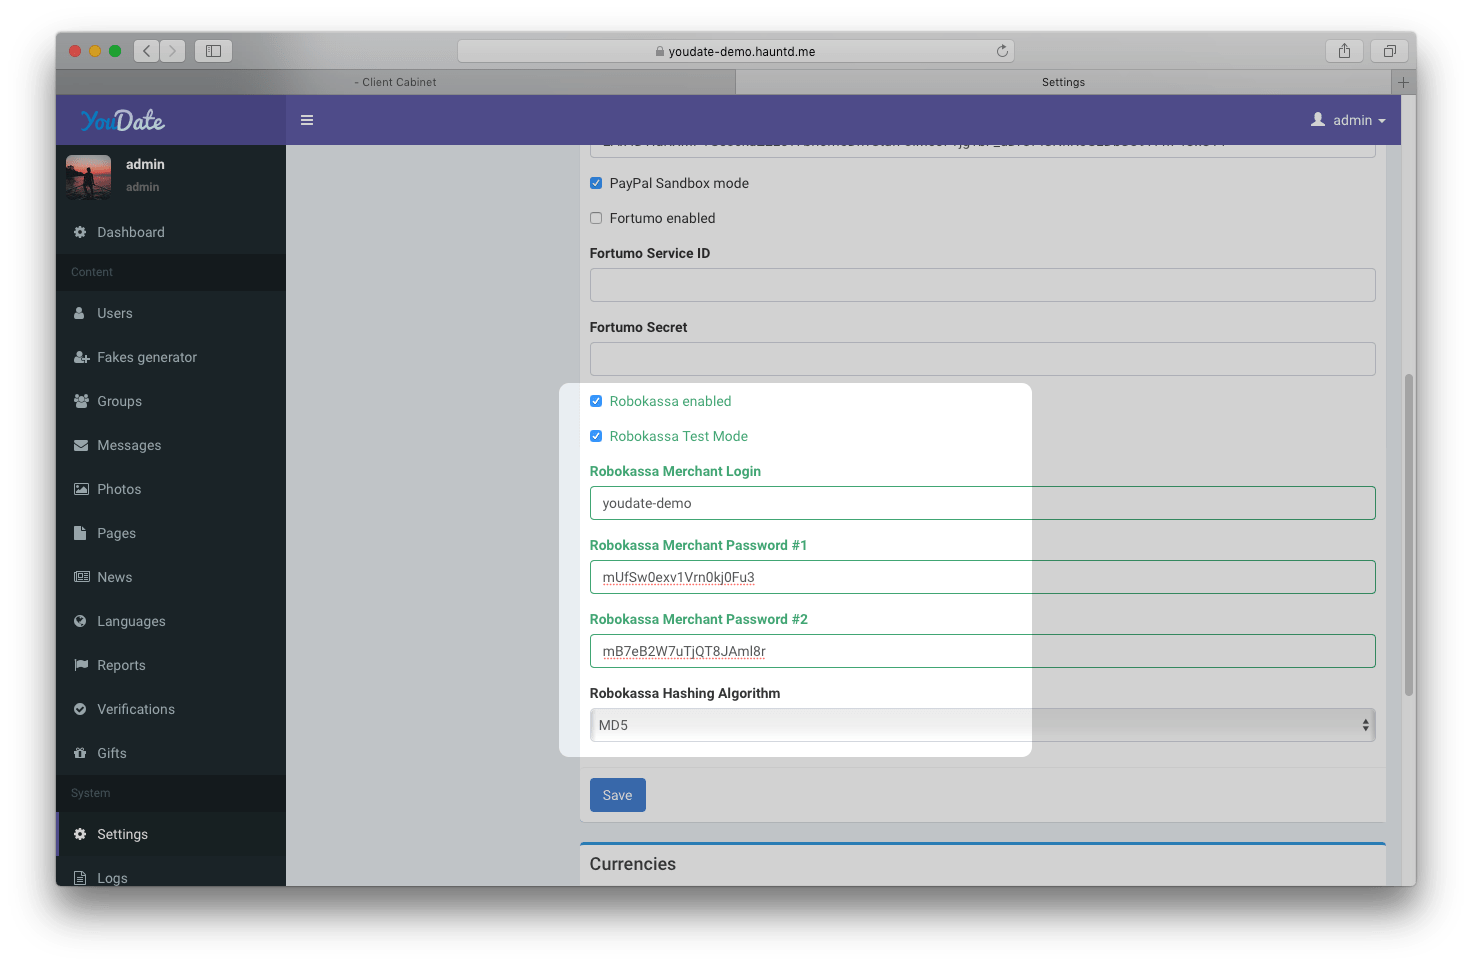 youdate-demo.hauntd.me
- Client Cabinet
Settings
YouDate
admin
admin
admin
Dashboard
Content
Users
Fakes generator
Groups
Messages
Photos
Pages
News
Languages
Reports
Verifications
Gifts
System
Settings
Logs
PayPal Sandbox mode
Fortumo enabled
Fortumo Service ID
Fortumo Secret
Robokassa enabled
Robokassa Test Mode
Robokassa Merchant Login
youdate-demo
Robokassa Merchant Password #1
mUfSw0exv1Vrn0kj0Fu3
Robokassa Merchant Password #2
mB7eB2W7uTjQT8JAml8r
Robokassa Hashing Algorithm
MD5
Save
Currencies